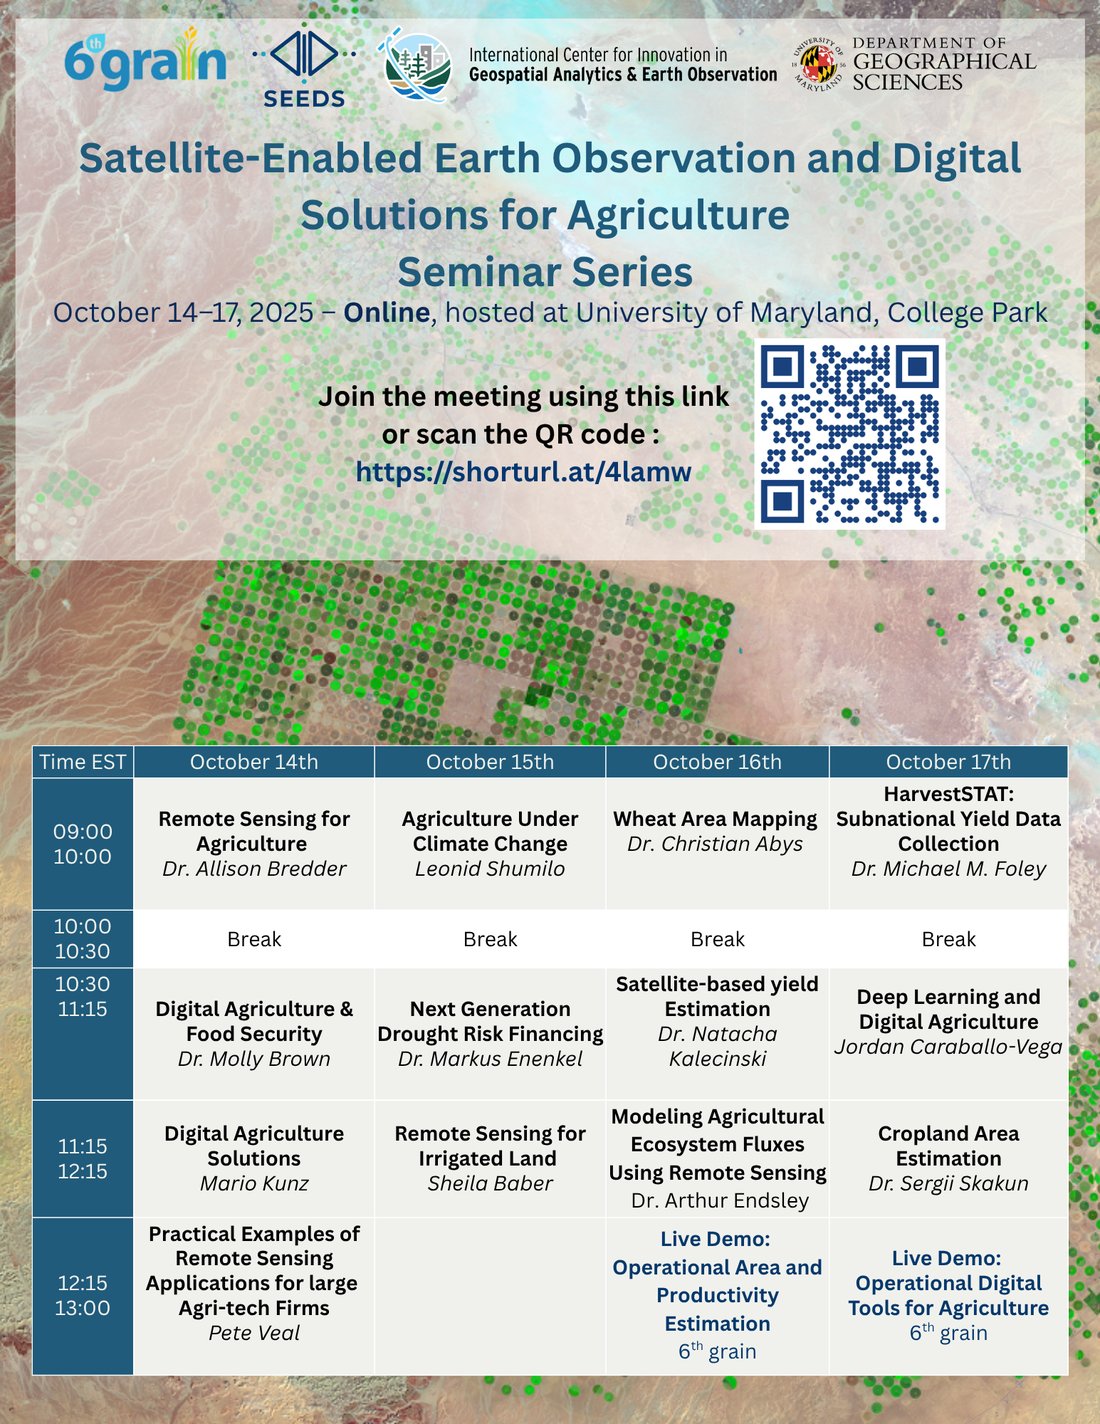 6th grain
SEEDS
International Center for Innovation in
Geospatial Analytics & Earth Observation
UNIVERSITY OF MARYLAND
18 56
DEPARTMENT OF
GEOGRAPHICAL
SCIENCES
Satellite-Enabled Earth Observation and Digital
Solutions for Agriculture
Seminar Series
October 14–17, 2025 – Online, hosted at University of Maryland, College Park
Join the meeting using this link
or scan the QR code :
https://shorturl.at/4lamw
Time EST
October 14th
October 15th
October 16th
October 17th
09:00
10:00
Remote Sensing for
Agriculture
Dr. Allison Bredder
Agriculture Under
Climate Change
Leonid Shumilo
Wheat Area Mapping
Dr. Christian Abys
HarvestSTAT:
Subnational Yield Data
Collection
Dr. Michael M. Foley
10:00
10:30
Break
Break
Break
Break
10:30
11:15
Digital Agriculture &
Food Security
Dr. Molly Brown
Next Generation
Drought Risk Financing
Dr. Markus Enenkel
Satellite-based yield
Estimation
Dr. Natacha
Kalecinski
Deep Learning and
Digital Agriculture
Jordan Caraballo-Vega
11:15
12:15
Digital Agriculture
Solutions
Mario Kunz
Remote Sensing for
Irrigated Land
Sheila Baber
Modeling Agricultural
Ecosystem Fluxes
Using Remote Sensing
Dr. Arthur Endsley
Cropland Area
Estimation
Dr. Sergii Skakun
12:15
13:00
Practical Examples of
Remote Sensing
Applications for large
Agri-tech Firms
Pete Veal
Live Demo:
Operational Area and
Productivity
Estimation
6th grain
Live Demo:
Operational Digital
Tools for Agriculture
6th grain